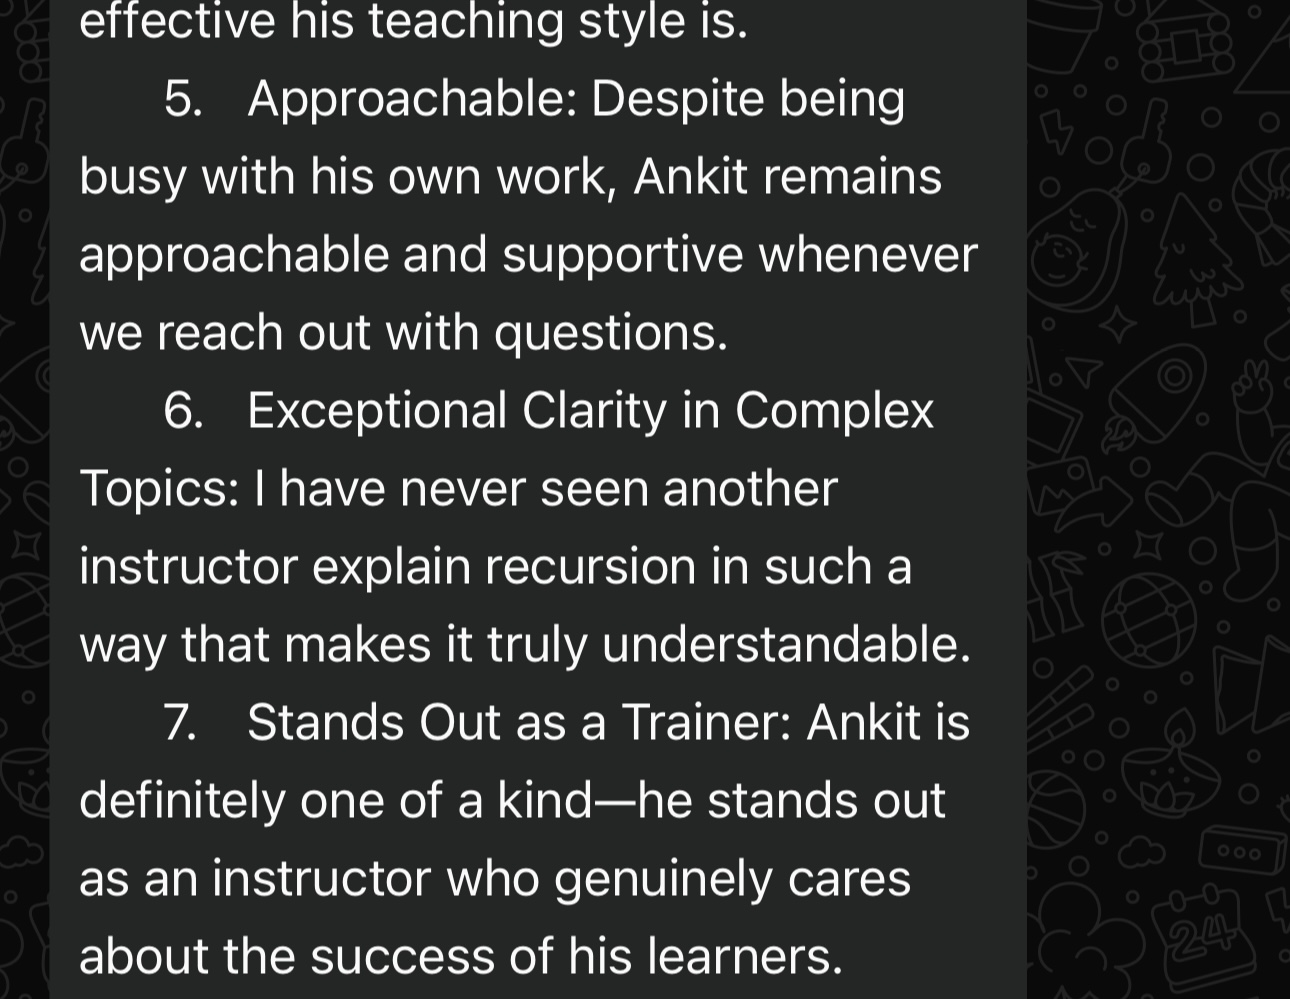 effective his teaching style is.
5. Approachable: Despite being
busy with his own work, Ankit remains
approachable and supportive whenever
we reach out with questions.
6. Exceptional Clarity in Complex
Topics: I have never seen another
instructor explain recursion in such a
way that makes it truly understandable.
7. Stands Out as a Trainer: Ankit is
definitely one of a kind—he stands out
as an instructor who genuinely cares
about the success of his learners.
24